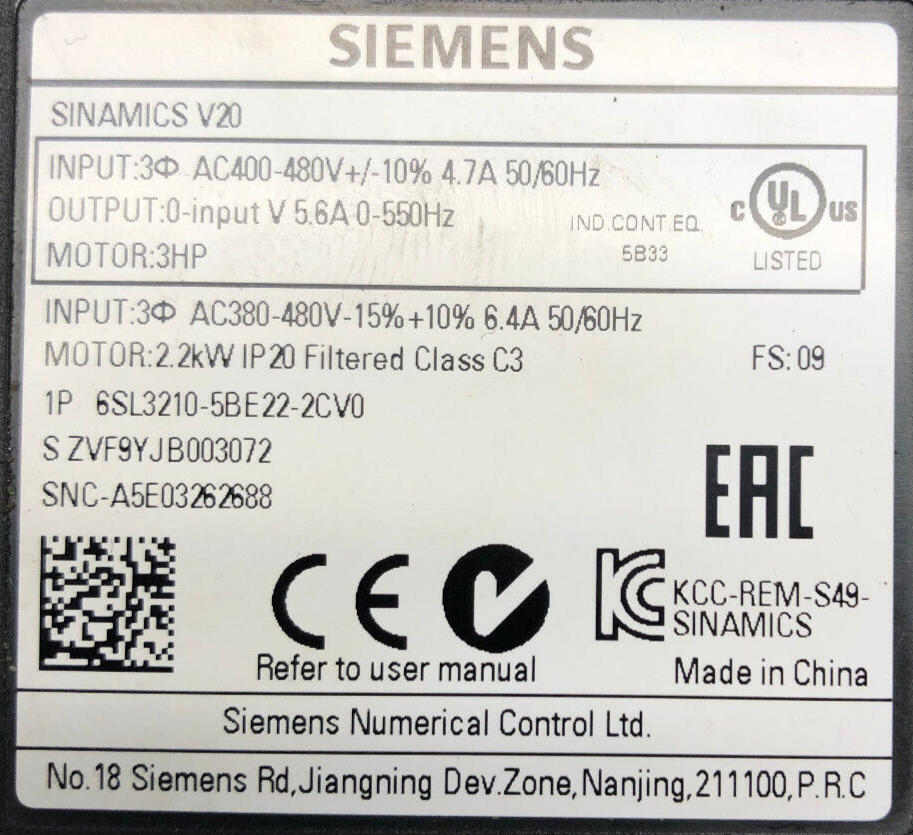 SIEMENS
SINAMICS V20
INPUT:3Φ AC400-480V+/-10% 4.7A 50/60Hz
OUTPUT:0-input V 5.6A 0-550Hz
MOTOR:3HP
IND.CONT.EQ.
5B33
C UL US
LISTED
INPUT:3Φ AC380-480V-15%+10% 6.4A 50/60Hz
MOTOR:2.2kW IP20 Filtered Class C3
FS:09
1P 6SL3210-5BE22-2CV0
S ZVF9YJB003072
SNC-A5E03262688
EAC
CE
KC
KCC-REM-S49-
SINAMICS
Refer to user manual
Made in China
Siemens Numerical Control Ltd.
No.18 Siemens Rd,Jiangning Dev.Zone,Nanjing,211100,P.R.C